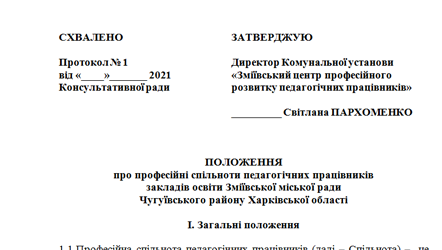 СХВАЛЕНО
ЗАТВЕРДЖУЮ
Протокол № 1
від «____»_______ 2021
Консультативної ради
Директор Комунальної установи
«Зміївський центр професійного
розвитку педагогічних працівників»
__________ Світлана ПАРХОМЕНКО
ПОЛОЖЕННЯ
про професійні спільноти педагогічних працівників
закладів освіти Зміївської міської ради
Чугуївського району Харківської області
І. Загальні положення
1.1.Професійна спільнота педагогічних працівників (далі – Спільнота) – це